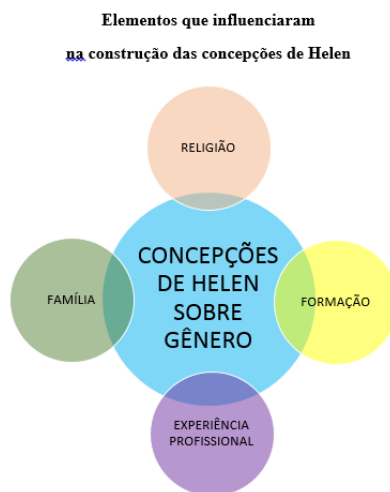 Elementos que influenciaram
na construção das concepções de Helen
RELIGIÃO
CONCEPÇÕES
DE HELEN
SOBRE
GÊNERO
FAMÍLIA
FORMAÇÃO
EXPERIÊNCIA
PROFISSIONAL